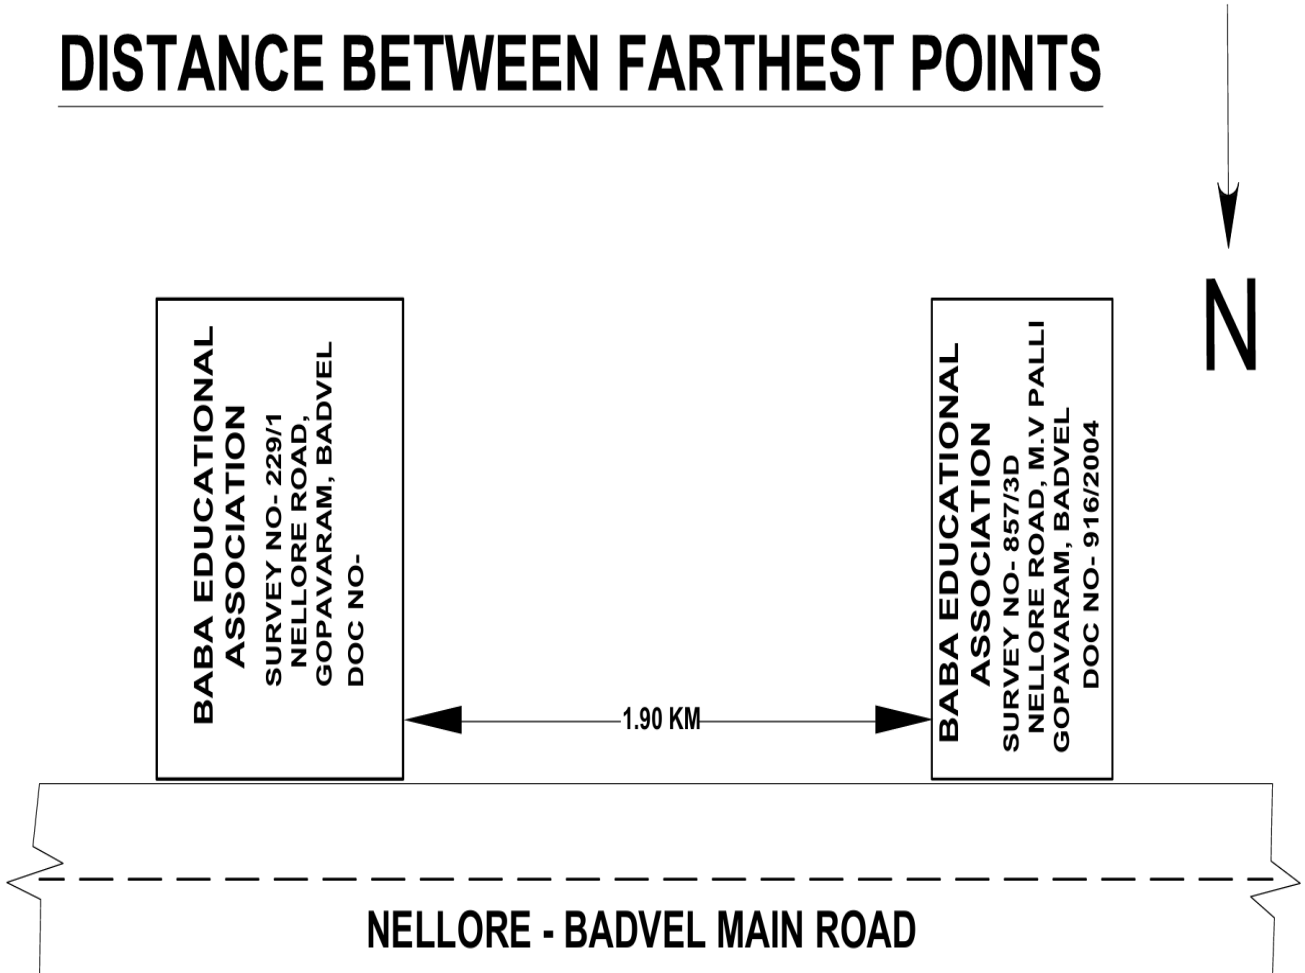 DISTANCE BETWEEN FARTHEST POINTS
N
BABA EDUCATIONAL
ASSOCIATION
SURVEY NO- 229/1
NELLORE ROAD,
GOPAVARAM, BADVEL
DOC NO-
1.90 KM
BABA EDUCATIONAL
ASSOCIATION
SURVEY NO- 857/3D
NELLORE ROAD, M.V PALLI
GOPAVARAM, BADVEL
DOC NO- 916/2004
NELLORE - BADVEL MAIN ROAD